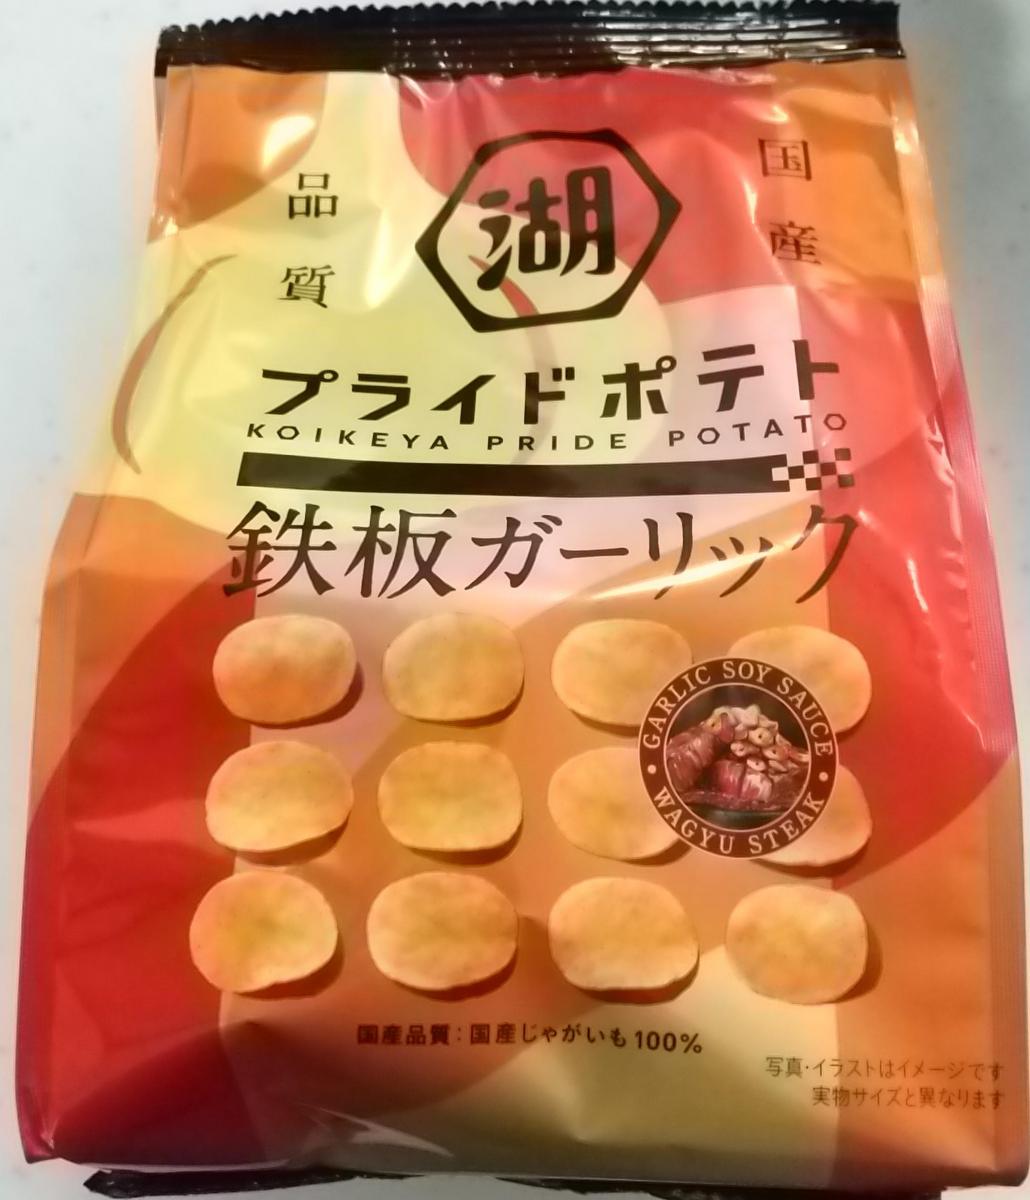 国産
品質
湖
プライドポテト
KOIKEYA PRIDE POTATO
鉄板ガーリック
GARLIC SOY SAUCE
WAGYU STEAK
国産品質:国産じゃがいも100%
写真・イラストはイメージです
実物サイズと異なります